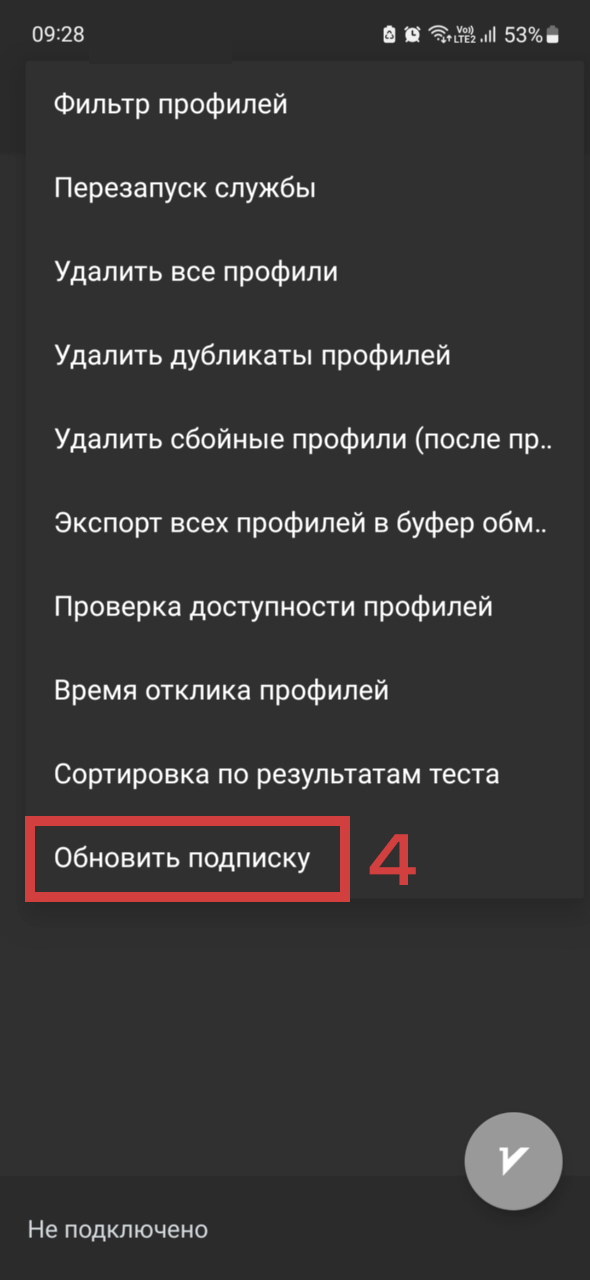 09:28 Vo)) LTE2 53%
Фильтр профилей
Перезапуск службы
Удалить все профили
Удалить дубликаты профилей
Удалить сбойные профили (после пр..
Экспорт всех профилей в буфер обм..
Проверка доступности профилей
Время отклика профилей
Сортировка по результатам теста
Обновить подписку 4
Не подключено